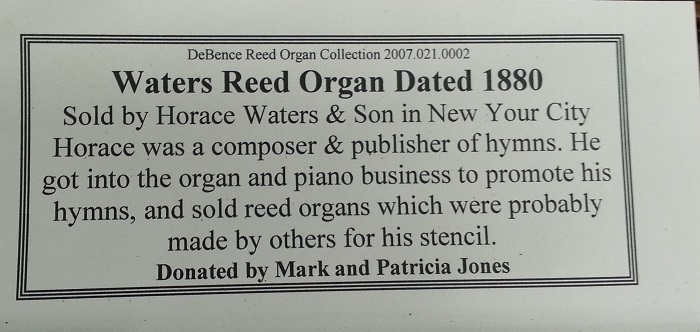 DeBence Reed Organ Collection 2007.021.0002
Waters Reed Organ Dated 1880
Sold by Horace Waters & Son in New Your City
Horace was a composer & publisher of hymns. He
got into the organ and piano business to promote his
hymns, and sold reed organs which were probably
made by others for his stencil.
Donated by Mark and Patricia Jones